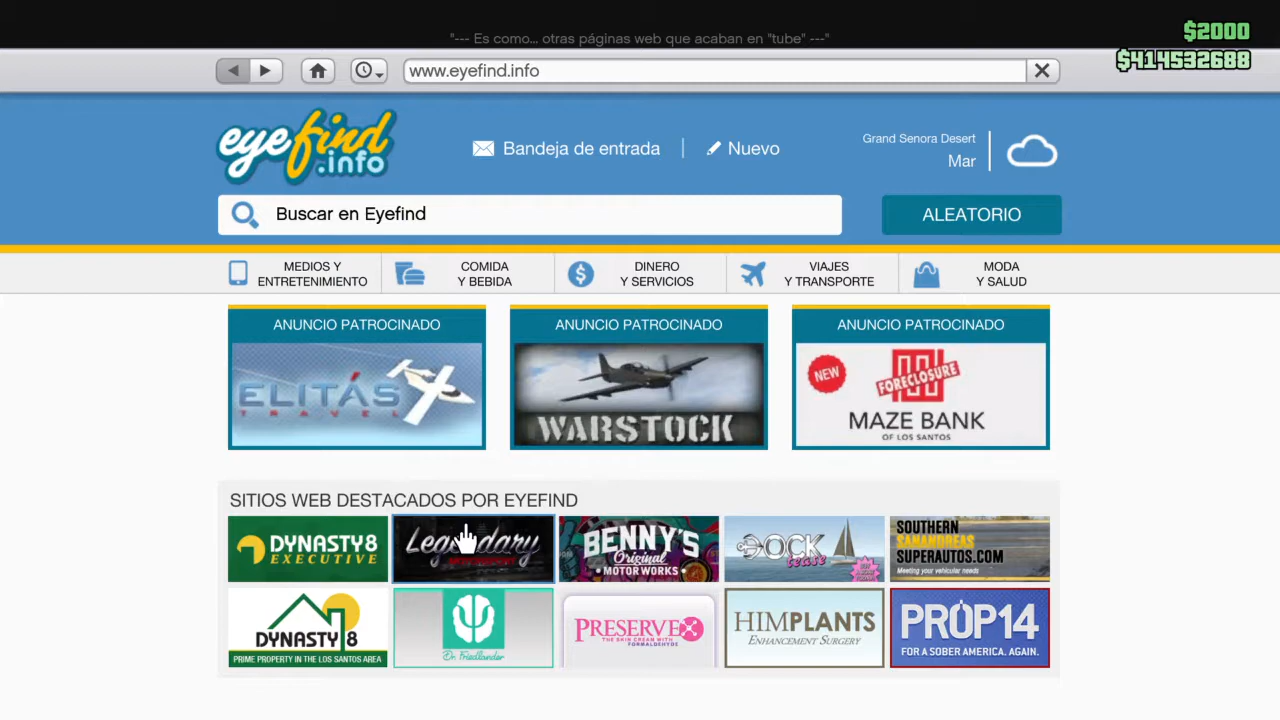 "--- Es como... otras páginas web que acaban en "tube" ---"
$2000
$414532688
www.eyefind.info
eyefind
.info
Bandeja de entrada
Nuevo
Grand Senora Desert
Mar
Buscar en Eyefind
ALEATORIO
MEDIOS Y
ENTRETENIMIENTO
COMIDA
Y BEBIDA
DINERO
Y SERVICIOS
VIAJES
Y TRANSPORTE
MODA
Y SALUD
ANUNCIO PATROCINADO
ELITÁS
TRAVEL
ANUNCIO PATROCINADO
WARSTOCK
ANUNCIO PATROCINADO
NEW
FORECLOSURE
MAZE BANK
OF LOS SANTOS
SITIOS WEB DESTACADOS POR EYEFIND
DYNASTY 8
EXECUTIVE
Legendary
BENNY'S
Original
MOTOR WORKS
DOCK
tease
SOUTHERN
SANANDREAS
SUPERAUTOS.COM
Meeting your vehicular needs
DYNASTY 8
PRIME PROPERTY IN THE LOS SANTOS AREA
Dr. Friedlander
PRESERVEX
THE SKIN CREAM WITH
FORMALDEHYDE
HIMPLANTS
ENHANCEMENT SURGERY
PROP14
FOR A SOBER AMERICA. AGAIN.